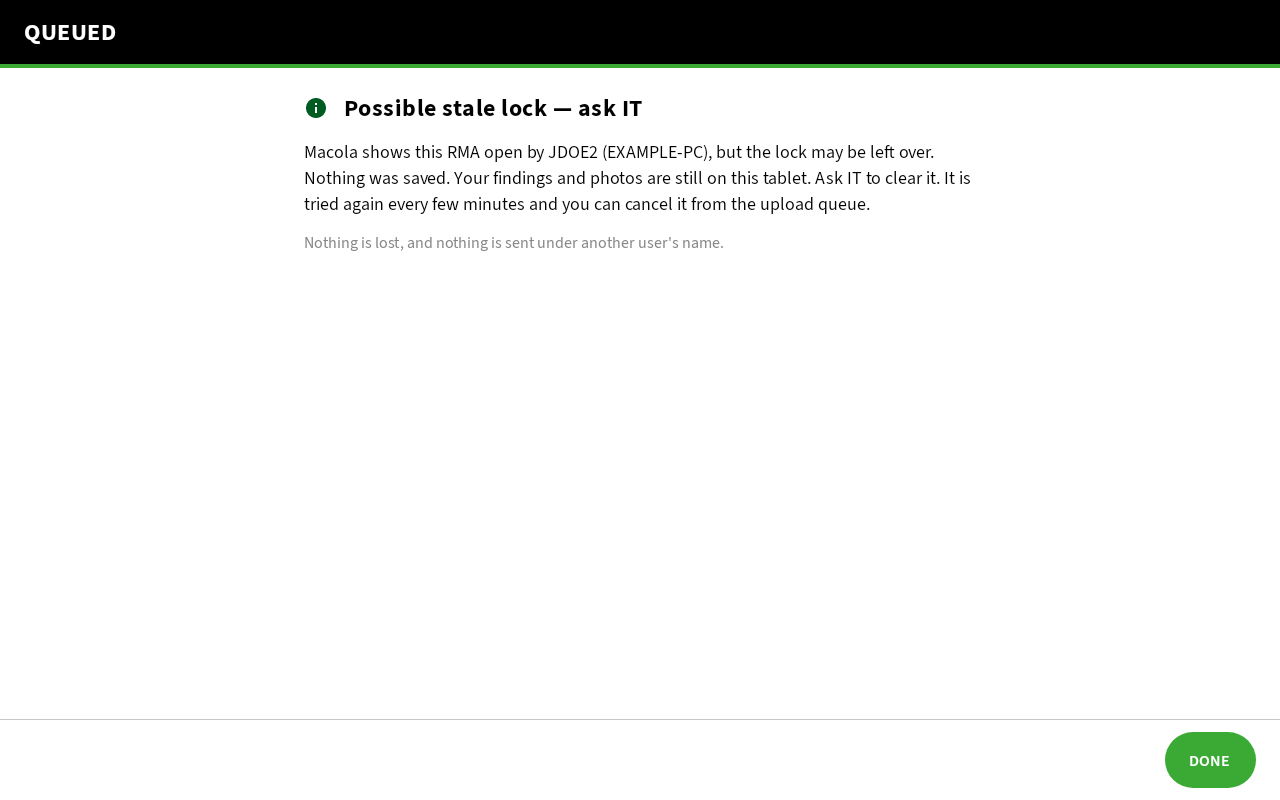 QUEUED
Possible stale lock — ask IT
Macola shows this RMA open by JDOE2 (EXAMPLE-PC), but the lock may be left over.
Nothing was saved. Your findings and photos are still on this tablet. Ask IT to clear it. It is
tried again every few minutes and you can cancel it from the upload queue.
Nothing is lost, and nothing is sent under another user's name.
DONE